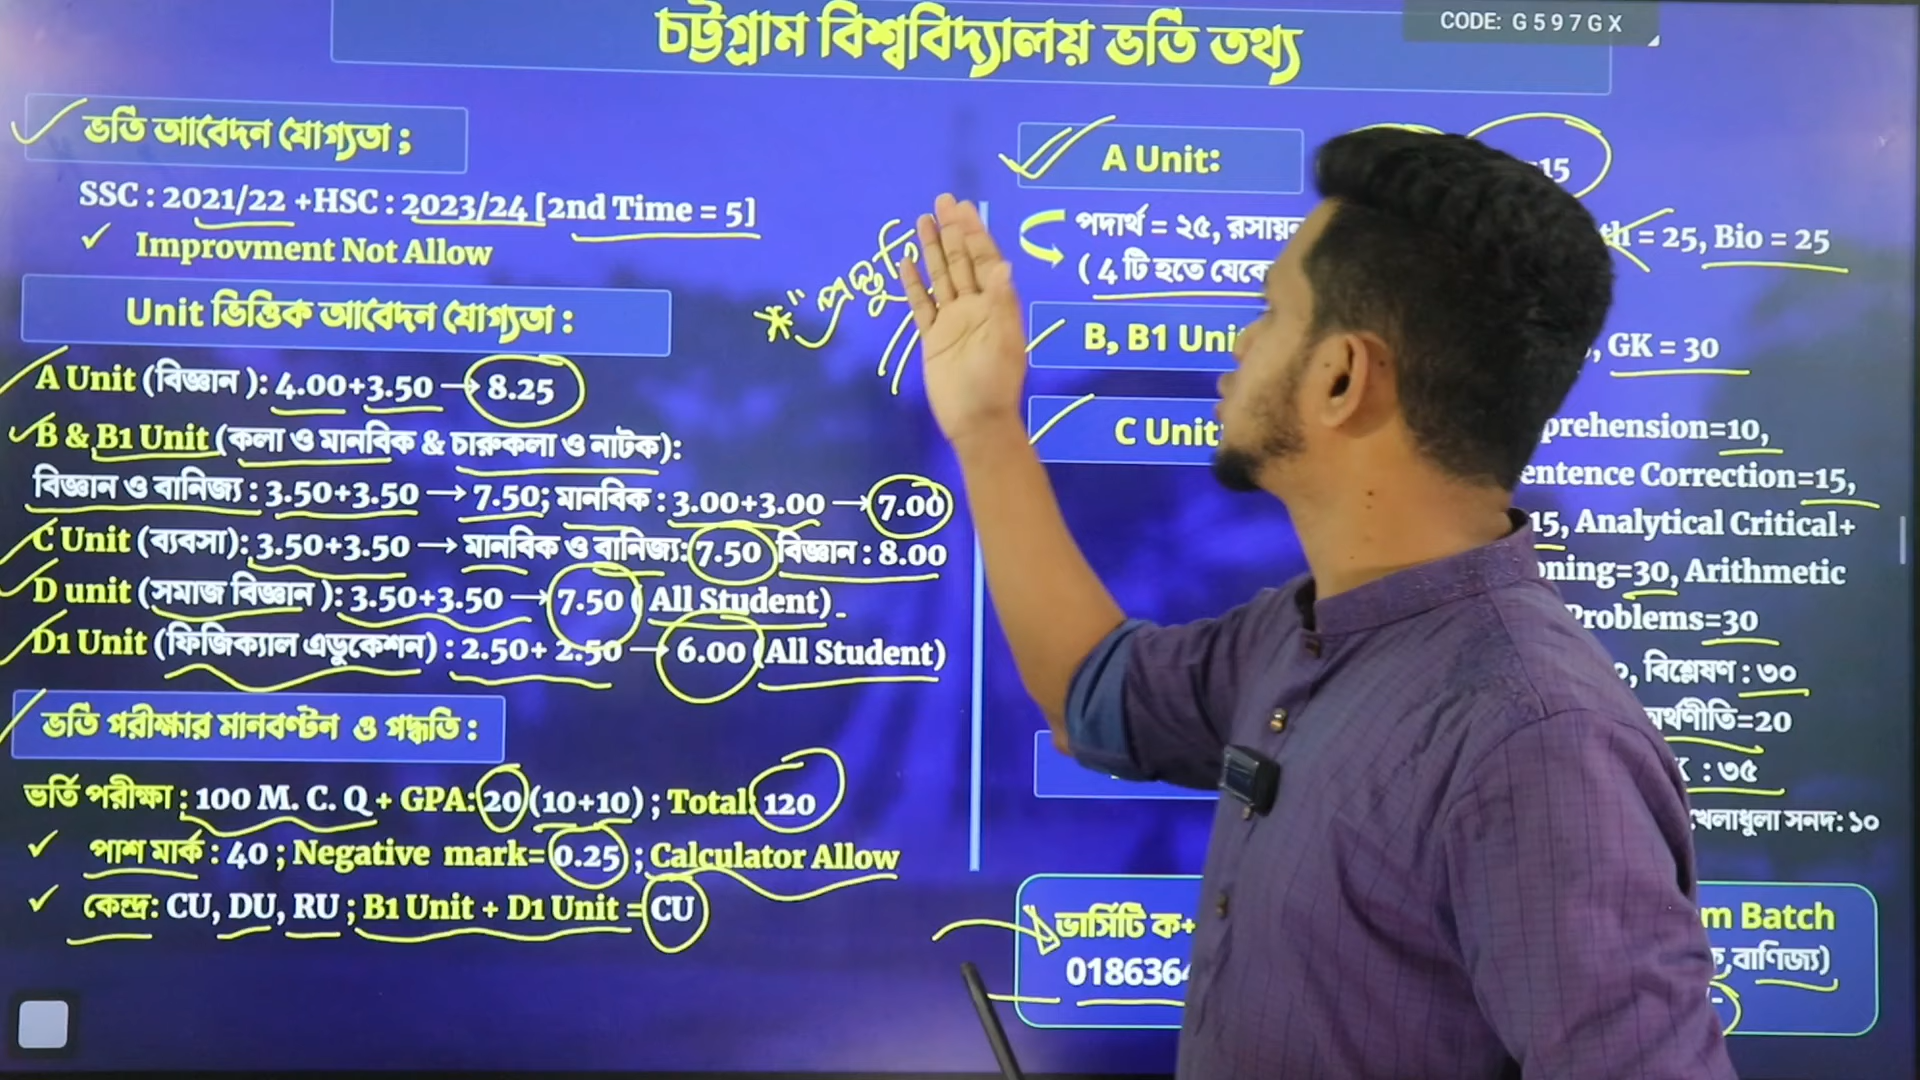 চট্টগ্রাম বিশ্ববিদ্যালয় ভর্তি তথ্য
CODE: G597GX
ভর্তি আবেদন যোগ্যতা ;
SSC : 2021/22 +HSC : 2023/24 [2nd Time = 5]
✓ Improvment Not Allow
Unit ভিত্তিক আবেদন যোগ্যতা :
A Unit (বিজ্ঞান ): 4.00+3.50 → 8.25
B & B1 Unit (কলা ও মানবিক & চারুকলা ও নাটক):
বিজ্ঞান ও বানিজ্য : 3.50+3.50 → 7.50; মানবিক : 3.00+3.00 → 7.00
C Unit (ব্যবসা): 3.50+3.50 → মানবিক ও বানিজ্য: 7.50 বিজ্ঞান : 8.00
D unit (সমাজ বিজ্ঞান ): 3.50+3.50 → 7.50 ( All Student)
D1 Unit (ফিজিক্যাল এডুকেশন) : 2.50+ 2.50 → 6.00 (All Student)
ভর্তি পরীক্ষার মানবণ্টন ও পদ্ধতি :
ভর্তি পরীক্ষা : 100 M. C. Q + GPA: 20 (10+10) ; Total: 120
✓ পাশ মার্ক : 40 ; Negative mark= 0.25 ; Calculator Allow
✓ কেন্দ্র: CU, DU, RU ; B1 Unit + D1 Unit = CU
A Unit: 15
পদার্থ = ২৫, = 25, Bio = 25
( 4 টি হতে
B, B1 , GK = 30
C Unit =10,
Correction=15,
15, Analytical Critical+
=30, Arithmetic
Problems=30
, বিশ্লেষণ : ৩০
অর্থনীতি=20
: ৩৫
খেলাধুলা সনদ: ১০
ভার্সিটি ক+ Batch
বাণিজ্য)